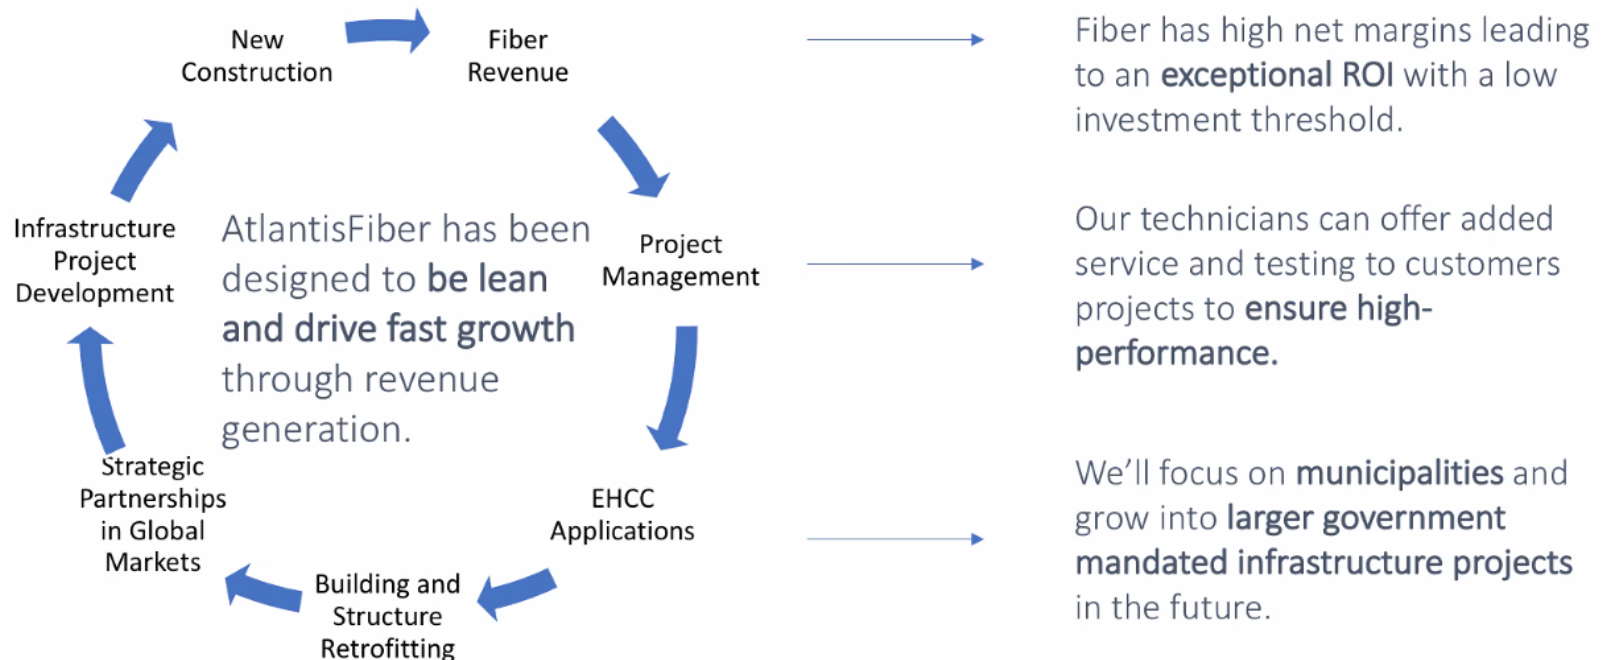 New
Construction
Fiber
Revenue
Project
Management
EHCC
Applications
Building and
Structure
Retrofitting
Strategic
Partnerships
in Global
Markets
Infrastructure
Project
Development
AtlantisFiber has been
designed to be lean
and drive fast growth
through revenue
generation.
Fiber has high net margins leading
to an exceptional ROI with a low
investment threshold.
Our technicians can offer added
service and testing to customers
projects to ensure high-
performance.
We’ll focus on municipalities and
grow into larger government
mandated infrastructure projects
in the future.